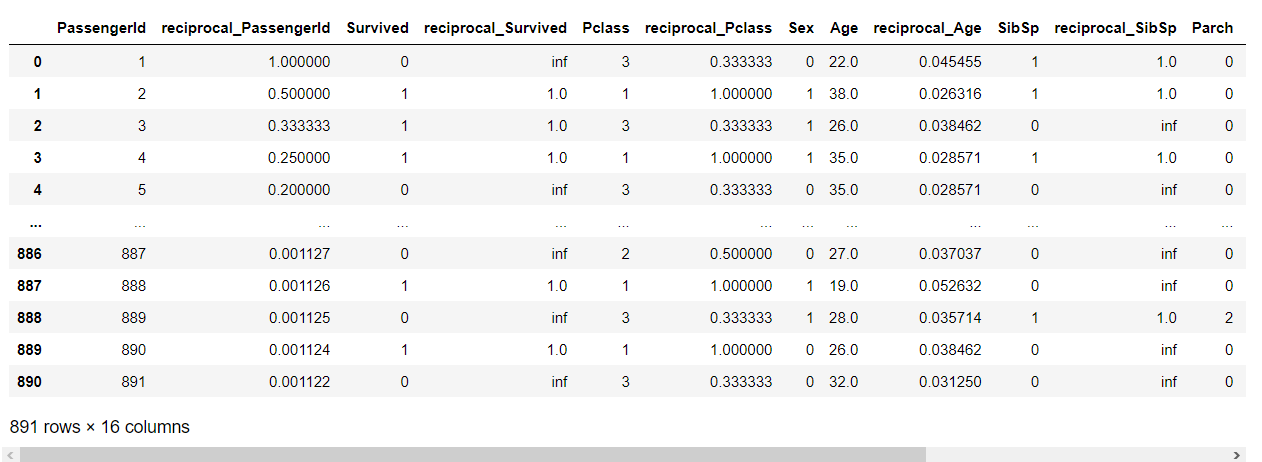 PassengerId reciprocal_PassengerId Survived reciprocal_Survived Pclass reciprocal_Pclass Sex Age reciprocal_Age SibSp reciprocal_SibSp Parch
0 1 1.000000 0 inf 3 0.333333 0 22.0 0.045455 1 1.0 0
1 2 0.500000 1 1.0 1 1.000000 1 38.0 0.026316 1 1.0 0
2 3 0.333333 1 1.0 3 0.333333 1 26.0 0.038462 0 inf 0
3 4 0.250000 1 1.0 1 1.000000 1 35.0 0.028571 1 1.0 0
4 5 0.200000 0 inf 3 0.333333 0 35.0 0.028571 0 inf 0
... ... ... ... ... ... ... ... ... ... ... ... ...
886 887 0.001127 0 inf 2 0.500000 0 27.0 0.037037 0 inf 0
887 888 0.001126 1 1.0 1 1.000000 1 19.0 0.052632 0 inf 0
888 889 0.001125 0 inf 3 0.333333 1 28.0 0.035714 1 1.0 2
889 890 0.001124 1 1.0 1 1.000000 0 26.0 0.038462 0 inf 0
890 891 0.001122 0 inf 3 0.333333 0 32.0 0.031250 0 inf 0
891 rows × 16 columns